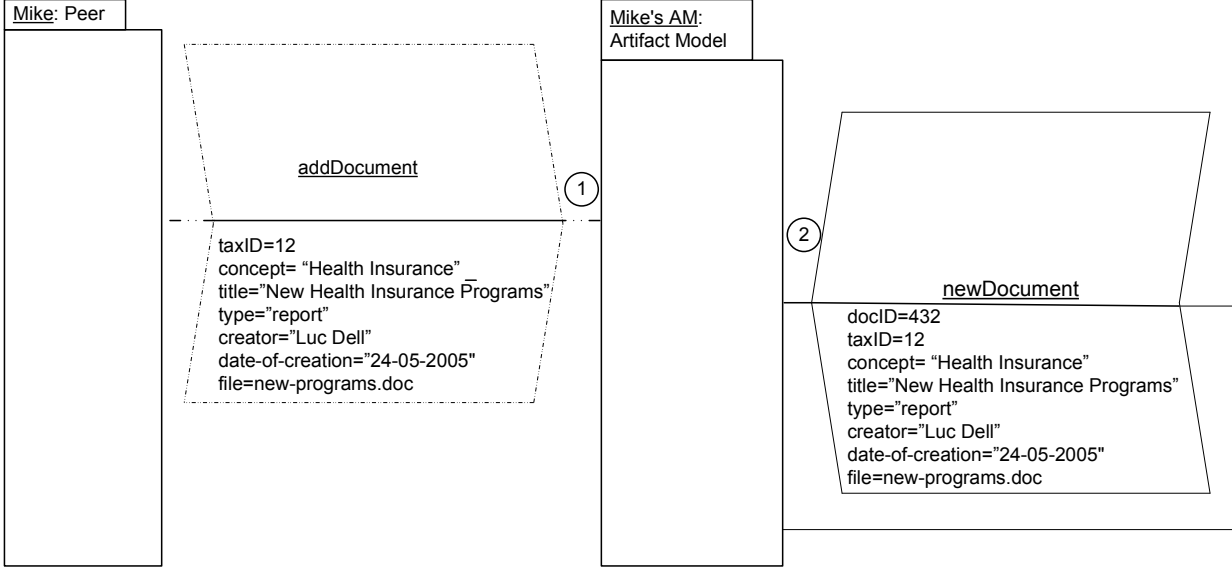 Mike: Peer
addDocument
taxID=12
concept= “Health Insurance” _
title=”New Health Insurance Programs”
type=”report”
creator=”Luc Dell”
date-of-creation=”24-05-2005"
file=new-programs.doc
1
Mike's AM:
Artifact Model
2
newDocument
docID=432
taxID=12
concept= “Health Insurance”
title=”New Health Insurance Programs”
type=”report”
creator=”Luc Dell”
date-of-creation=”24-05-2005"
file=new-programs.doc